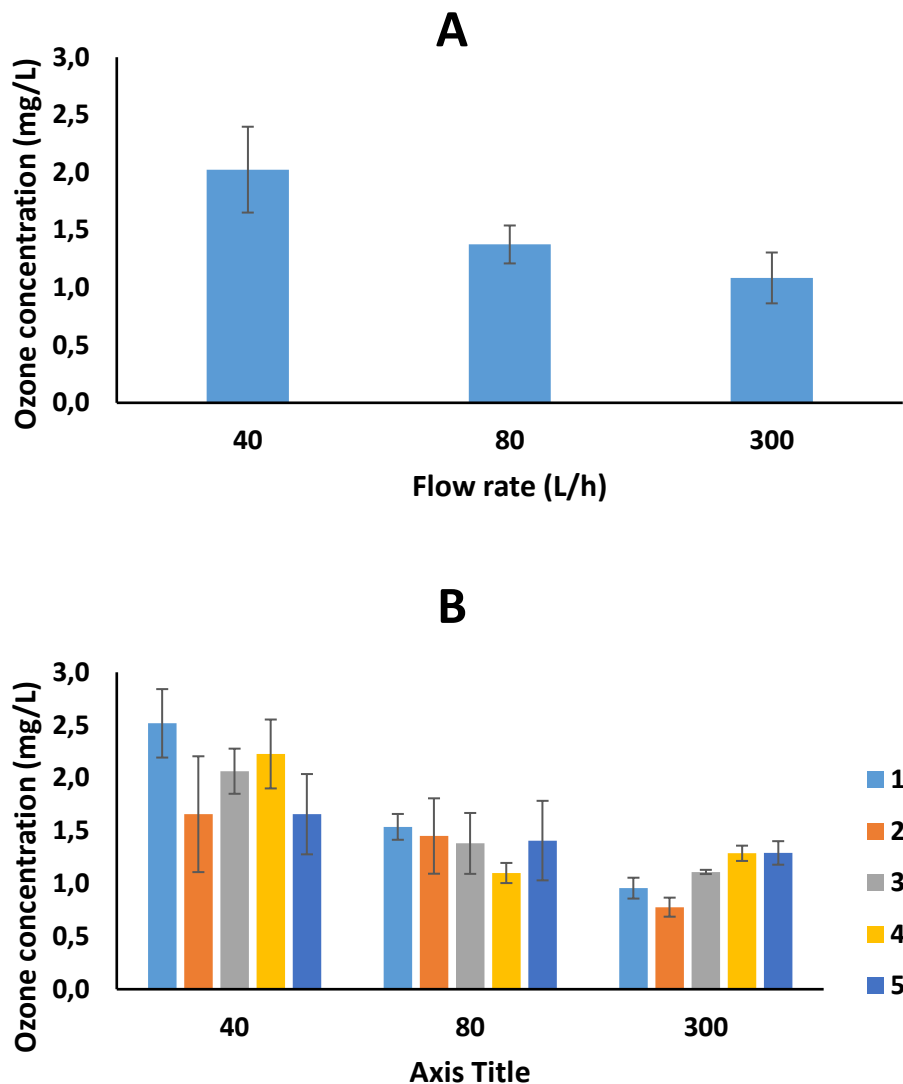 A
Ozone concentration (mg/L)
3,0
2,5
2,0
1,5
1,0
0,5
0,0
40 80 300
Flow rate (L/h)
B
Ozone concentration (mg/L)
3,0
2,5
2,0
1,5
1,0
0,5
0,0
40 80 300
Axis Title
1
2
3
4
5